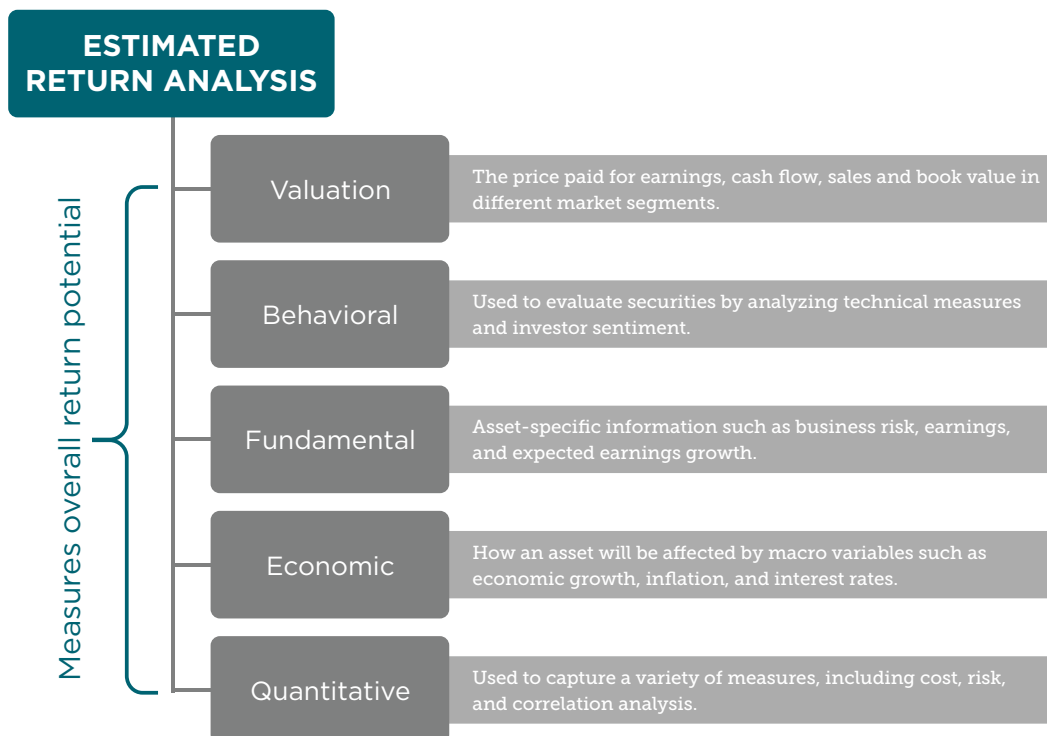 ESTIMATED
RETURN ANALYSIS
Measures overall return potential
Valuation
The price paid for earnings, cash flow, sales and book value in
different market segments.
Behavioral
Used to evaluate securities by analyzing technical measures
and investor sentiment.
Fundamental
Asset-specific information such as business risk, earnings,
and expected earnings growth.
Economic
How an asset will be affected by macro variables such as
economic growth, inflation, and interest rates.
Quantitative
Used to capture a variety of measures, including cost, risk,
and correlation analysis.